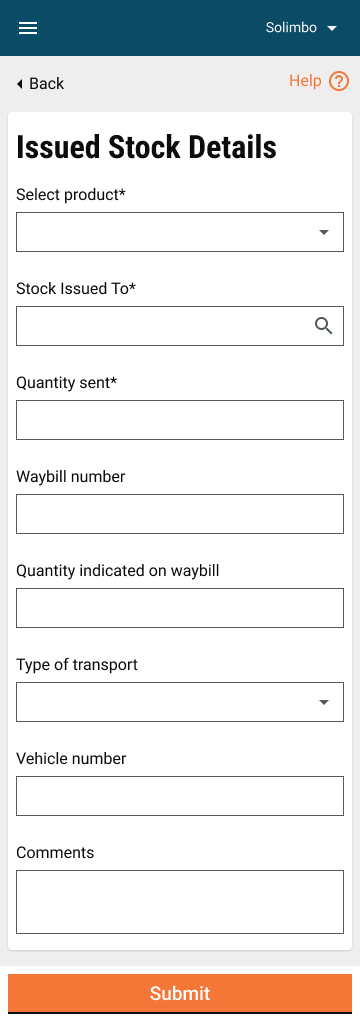 Solimbo
Back
Help
Issued Stock Details
Select product*
Stock Issued To*
Quantity sent*
Waybill number
Quantity indicated on waybill
Type of transport
Vehicle number
Comments
Submit